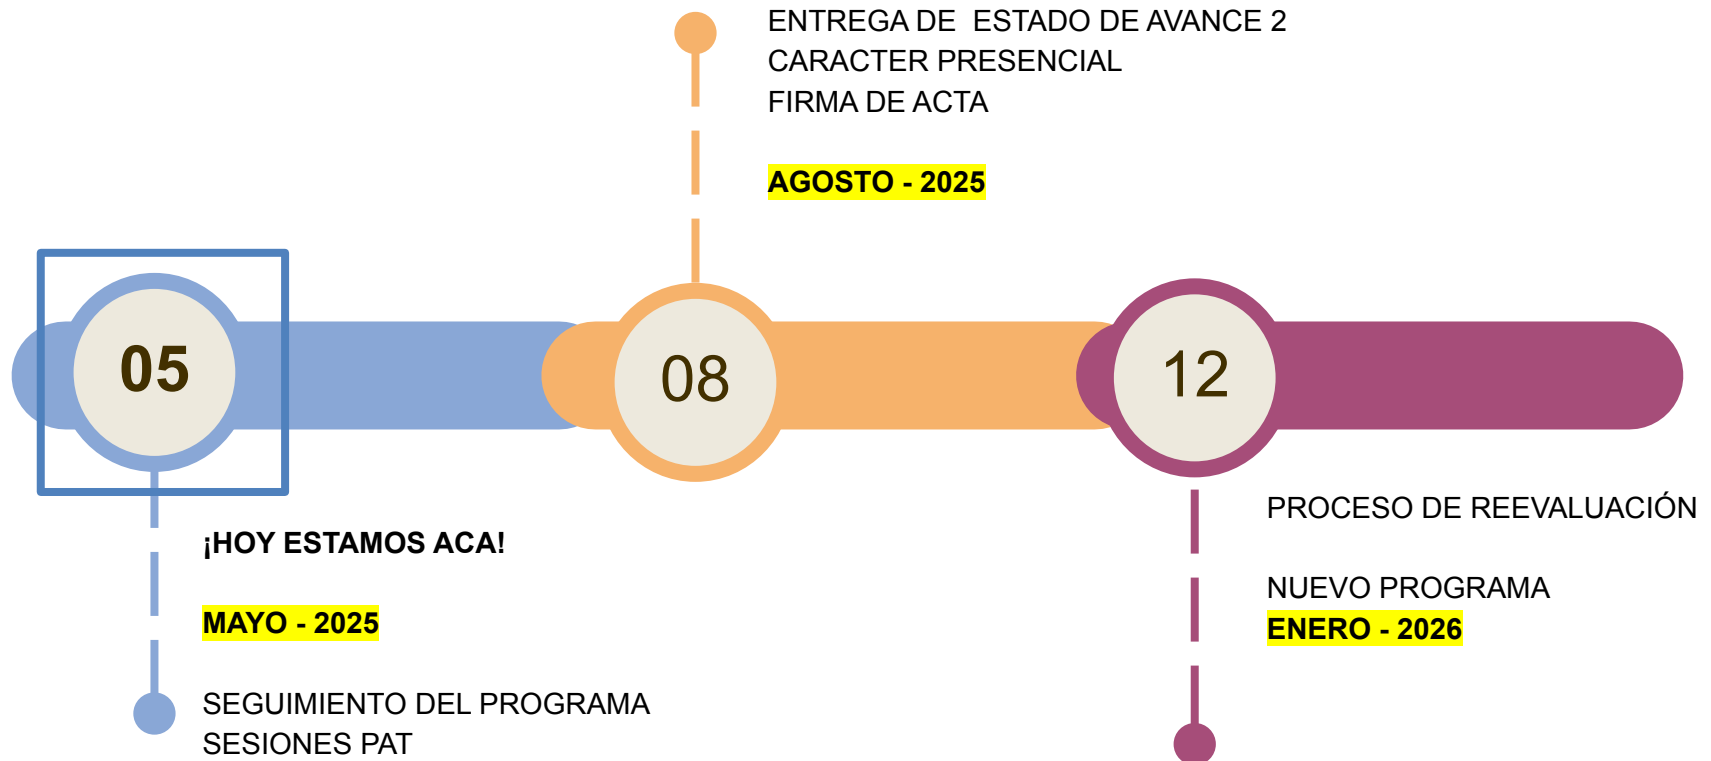 ENTREGA DE  ESTADO DE AVANCE 2
CARACTER PRESENCIAL
FIRMA DE ACTA
AGOSTO - 2025
05
08
12
¡HOY ESTAMOS ACA!
MAYO - 2025
SEGUIMIENTO DEL PROGRAMA
SESIONES PAT
PROCESO DE REEVALUACIÓN
NUEVO PROGRAMA
ENERO - 2026